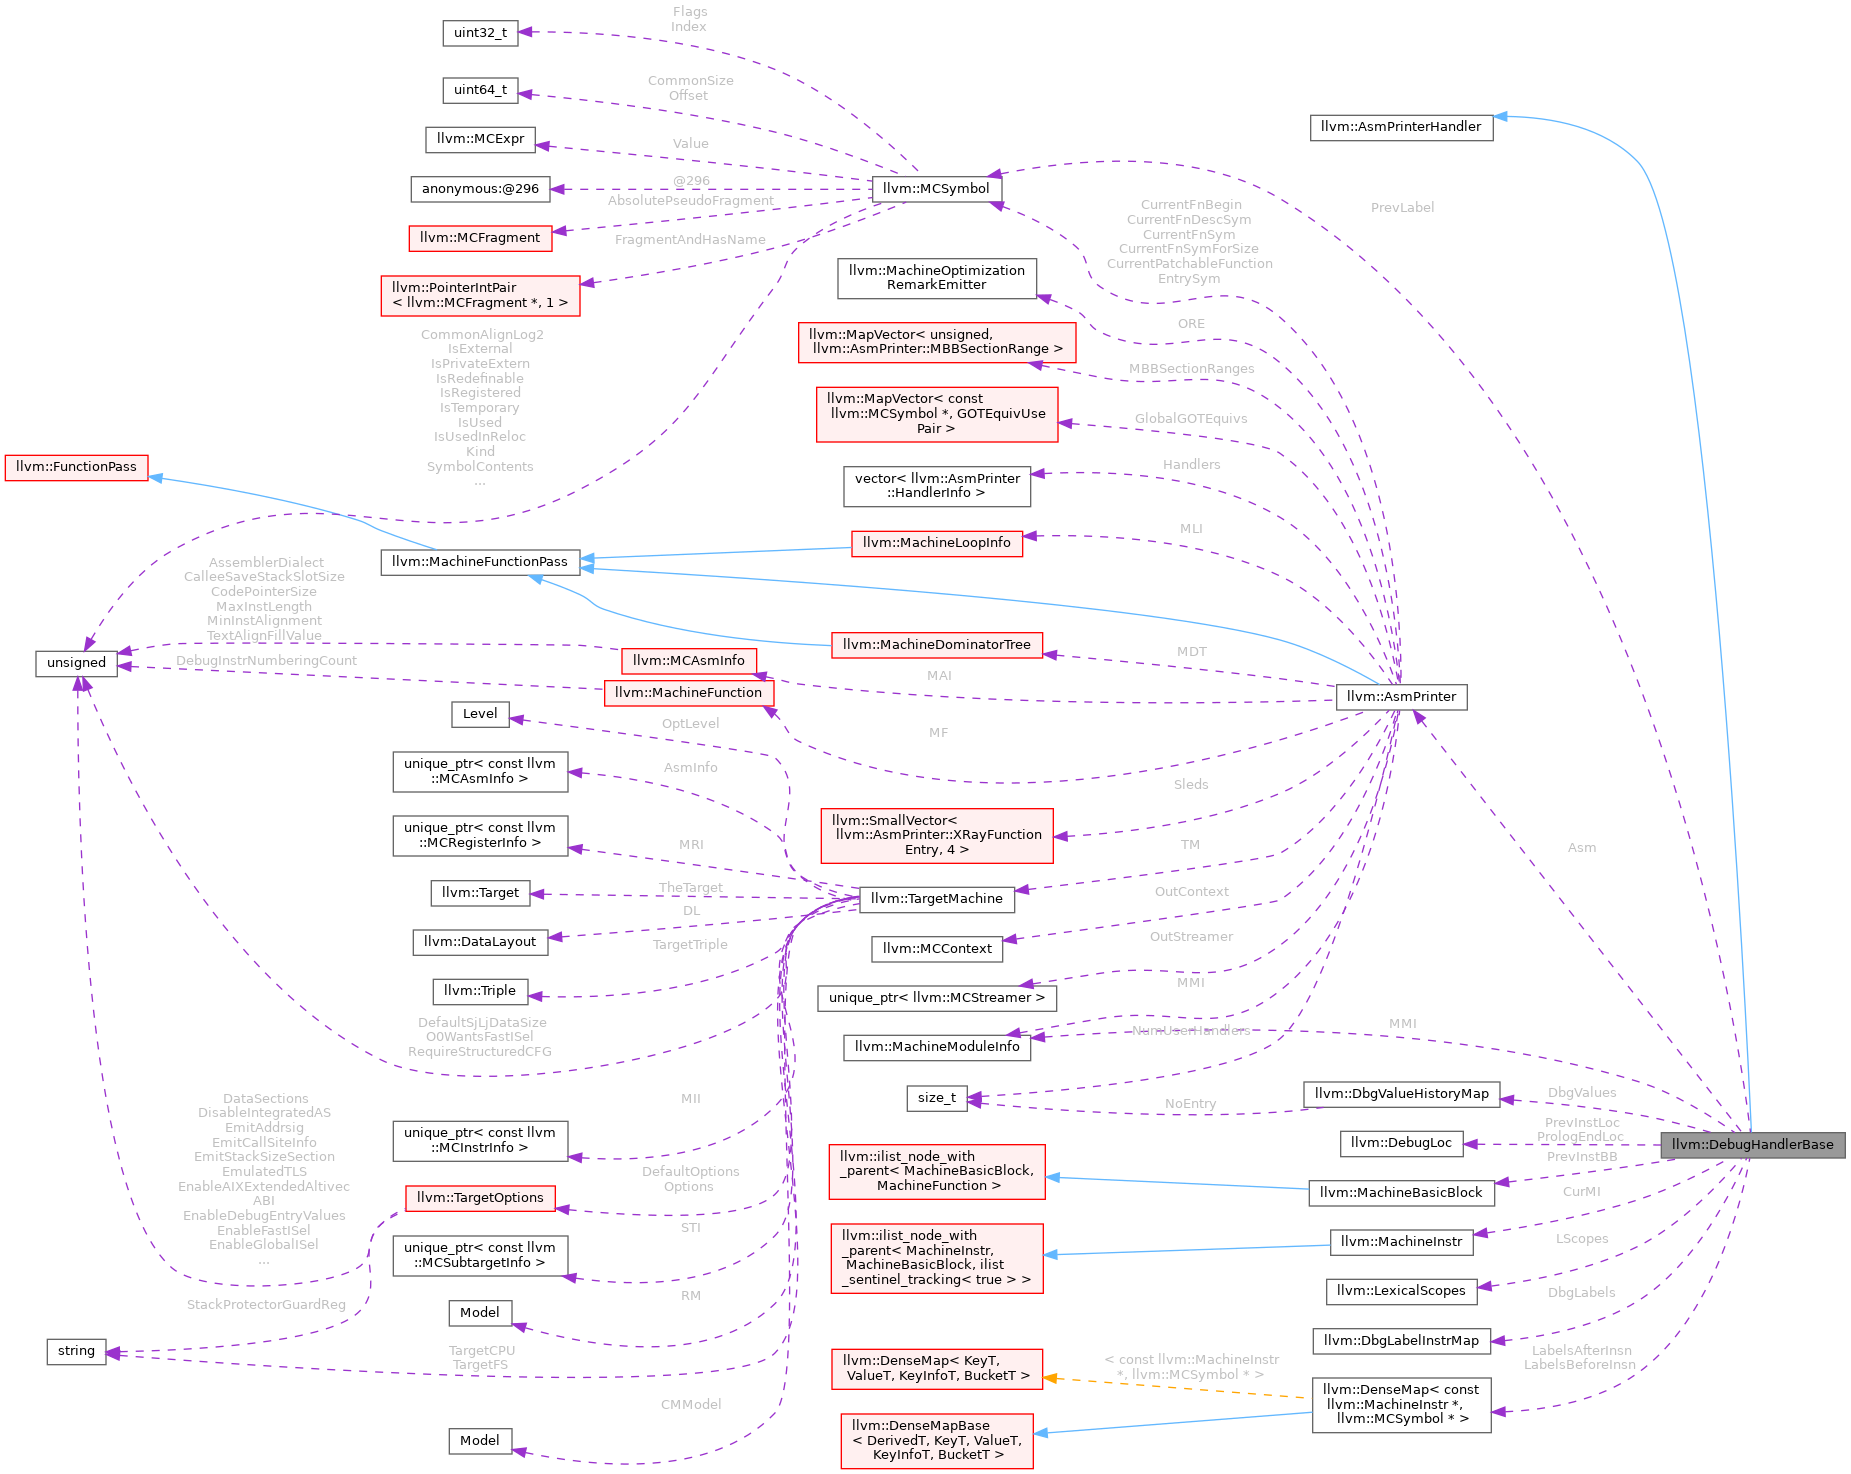 Flags
Index
uint32_t
CommonSize
Offset
uint64_t
llvm::AsmPrinterHandler
llvm::MCExpr
Value
@296
anonymous:@296
llvm::MCSymbol
AbsolutePseudoFragment
PrevLabel
CurrentFnBegin
CurrentFnDescSym
CurrentFnSym
CurrentFnSymForSize
CurrentPatchableFunction
EntrySym
llvm::MCFragment
FragmentAndHasName
llvm::MachineOptimization
RemarkEmitter
llvm::PointerIntPair
< llvm::MCFragment *, 1 >
ORE
llvm::MapVector< unsigned,
llvm::AsmPrinter::MBBSectionRange >
MBBSectionRanges
CommonAlignLog2
IsExternal
IsPrivateExtern
IsRedefinable
IsRegistered
IsTemporary
IsUsed
IsUsedInReloc
Kind
SymbolContents
...
llvm::MapVector< const
llvm::MCSymbol *, GOTEquivUse
Pair >
GlobalGOTEquivs
llvm::FunctionPass
Handlers
vector< llvm::AsmPrinter
::HandlerInfo >
MLI
llvm::MachineLoopInfo
llvm::MachineFunctionPass
AssemblerDialect
CalleeSaveStackSlotSize
CodePointerSize
MaxInstLength
MinInstAlignment
TextAlignFillValue
llvm::MachineDominatorTree
MDT
unsigned
DebugInstrNumberingCount
llvm::MCAsmInfo
MAI
llvm::MachineFunction
llvm::AsmPrinter
Level
OptLevel
MF
unique_ptr< const llvm
::MCAsmInfo >
AsmInfo
Sleds
llvm::SmallVector<
llvm::AsmPrinter::XRayFunction
Entry, 4 >
unique_ptr< const llvm
::MCRegisterInfo >
MRI
TM
Asm
llvm::Target
TheTarget
llvm::TargetMachine
OutContext
DL
llvm::DataLayout
TargetTriple
llvm::MCContext
OutStreamer
llvm::Triple
unique_ptr< llvm::MCStreamer >
MMI
DefaultSjLjDataSize
O0WantsFastISel
RequireStructuredCFG
NumUserHandlers
MMI
llvm::MachineModuleInfo
DataSections
DisableIntegratedAS
EmitAddrsig
EmitCallSiteInfo
EmitStackSizeSection
EmulatedTLS
EnableAIXExtendedAltivec
ABI
EnableDebugEntryValues
EnableFastISel
EnableGlobalISel
...
MII
size_t
NoEntry
llvm::DbgValueHistoryMap
DbgValues
unique_ptr< const llvm
::MCInstrInfo >
PrevInstLoc
PrologEndLoc
llvm::DebugLoc
llvm::DebugHandlerBase
PrevInstBB
llvm::ilist_node_with
_parent< MachineBasicBlock,
MachineFunction >
llvm::MachineBasicBlock
CurMI
DefaultOptions
Options
llvm::TargetOptions
STI
unique_ptr< const llvm
::MCSubtargetInfo >
llvm::ilist_node_with
_parent< MachineInstr,
MachineBasicBlock, ilist
_sentinel_tracking< true > >
llvm::MachineInstr
LScopes
llvm::LexicalScopes
DbgLabels
StackProtectorGuardReg
RM
Model
string
TargetCPU
TargetFS
llvm::DbgLabelInstrMap
LabelsAfterInsn
LabelsBeforeInsn
llvm::DenseMap< KeyT,
ValueT, KeyInfoT, BucketT >
< const llvm::MachineInstr
*, llvm::MCSymbol * >
llvm::DenseMap< const
llvm::MachineInstr *,
llvm::MCSymbol * >
CMModel
Model
llvm::DenseMapBase
< DerivedT, KeyT, ValueT,
KeyInfoT, BucketT >